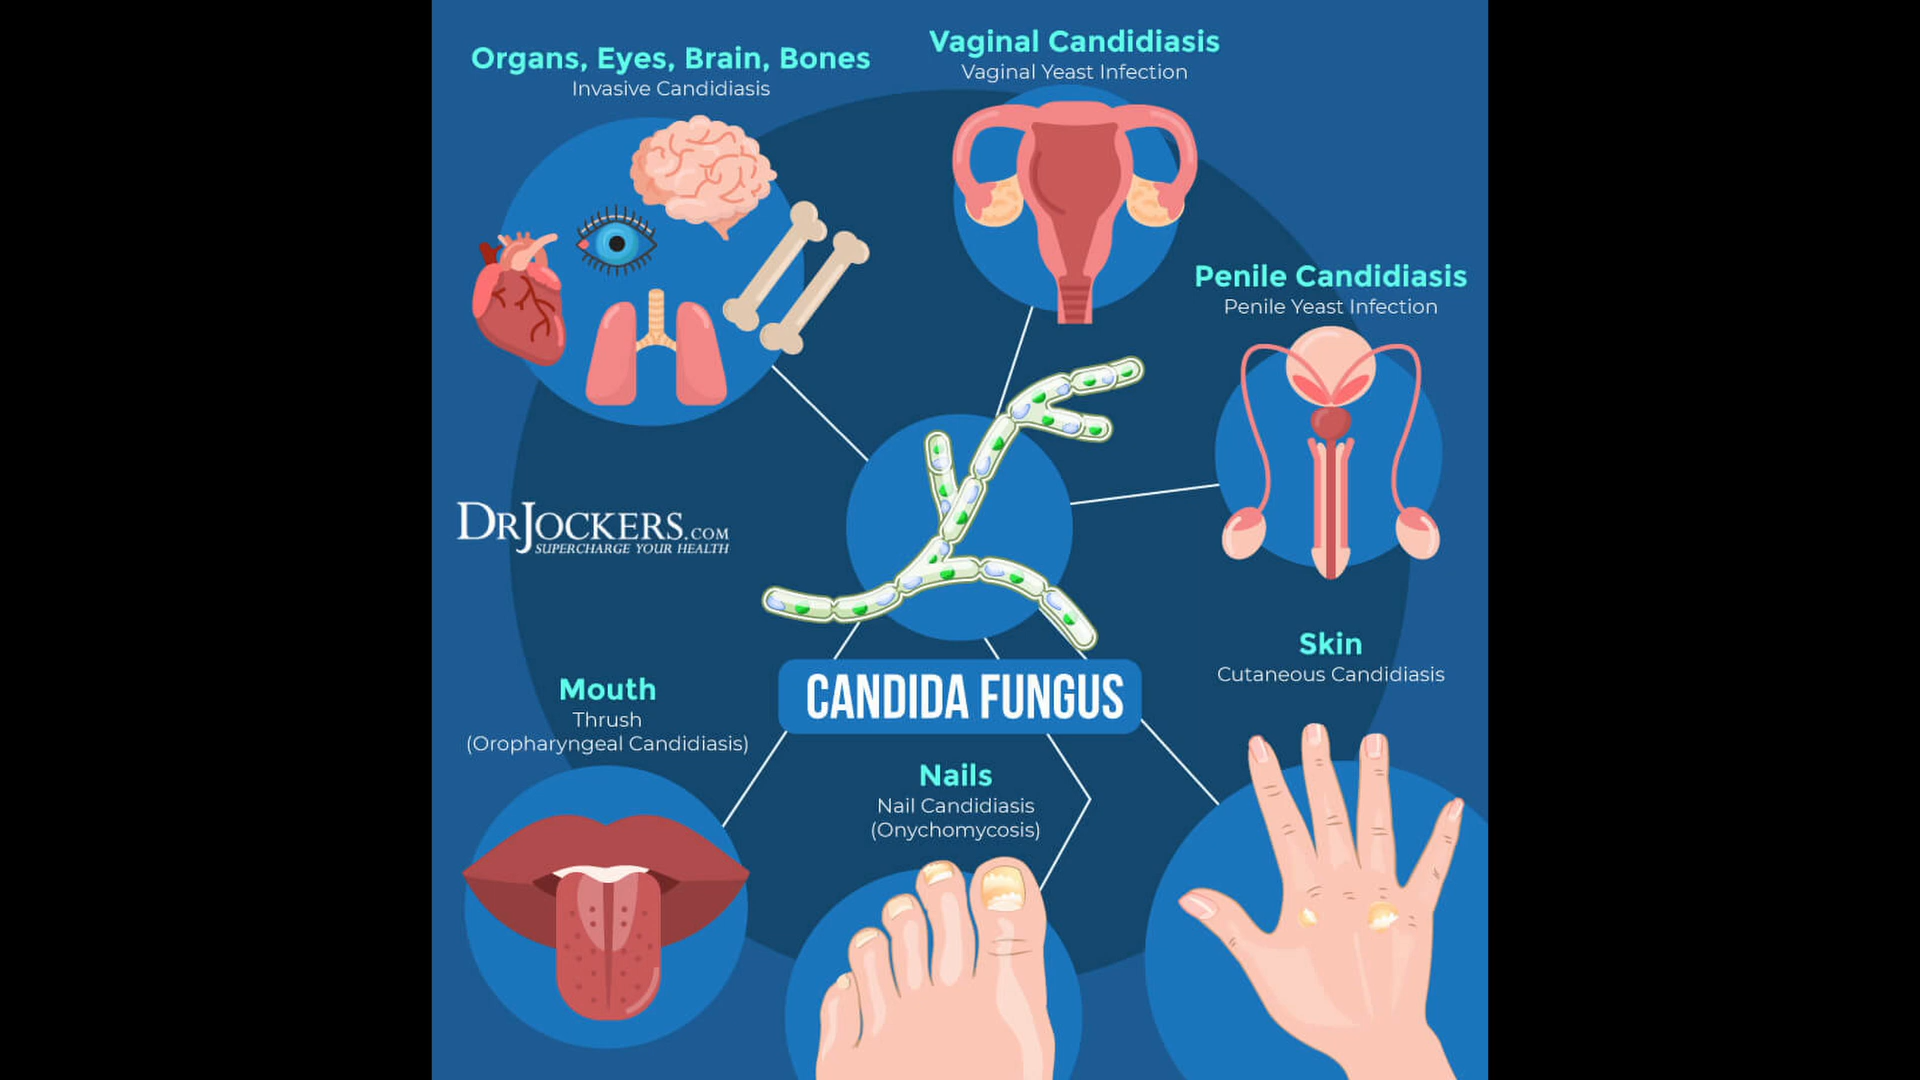 Organs, Eyes, Brain, Bones
Invasive Candidiasis
Vaginal Candidiasis
Vaginal Yeast Infection
Penile Candidiasis
Penile Yeast Infection
DRJOCKERS.COM
SUPERCHARGE YOUR HEALTH
Skin
Cutaneous Candidiasis
CANDIDA FUNGUS
Mouth
Thrush
(Oropharyngeal Candidiasis)
Nails
Nail Candidiasis
(Onychomycosis)